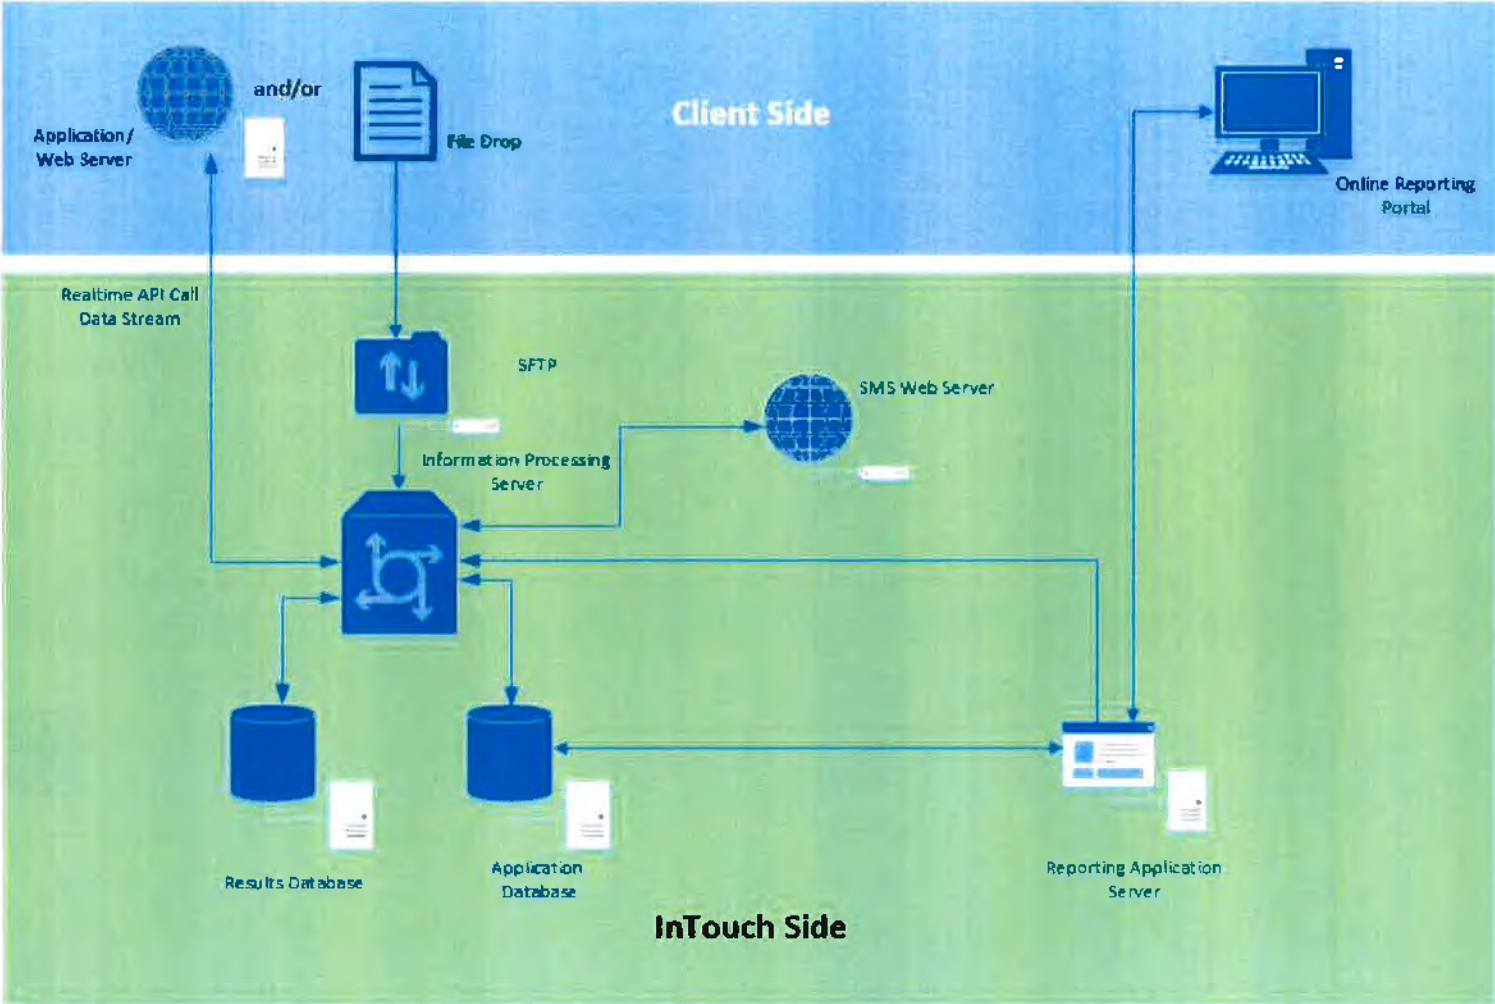 and/or
Client Side
Application/
Web Server
File Drop
Online Reporting
Portal
Realtime API Call
Data Stream
SFTP
SMS Web Server
Information Processing
Server
Results Database
Application
Database
Reporting Application
Server
InTouch Side